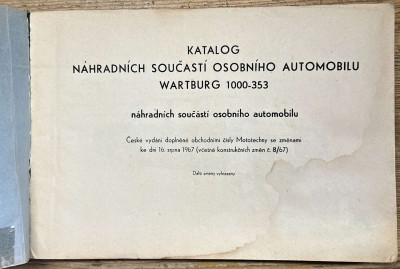 KATALOG
NÁHRADNÍCH SOUČASTÍ OSOBNÍHO AUTOMOBILU
WARTBURG 1000-353
náhradních součástí osobního automobilu
České vydání doplněné obchodními čísly Mototechny se změnami
ke dni 16. srpna 1967 (včetně konstrukčních změn č. 8/67)
Další změny vyhrazeny